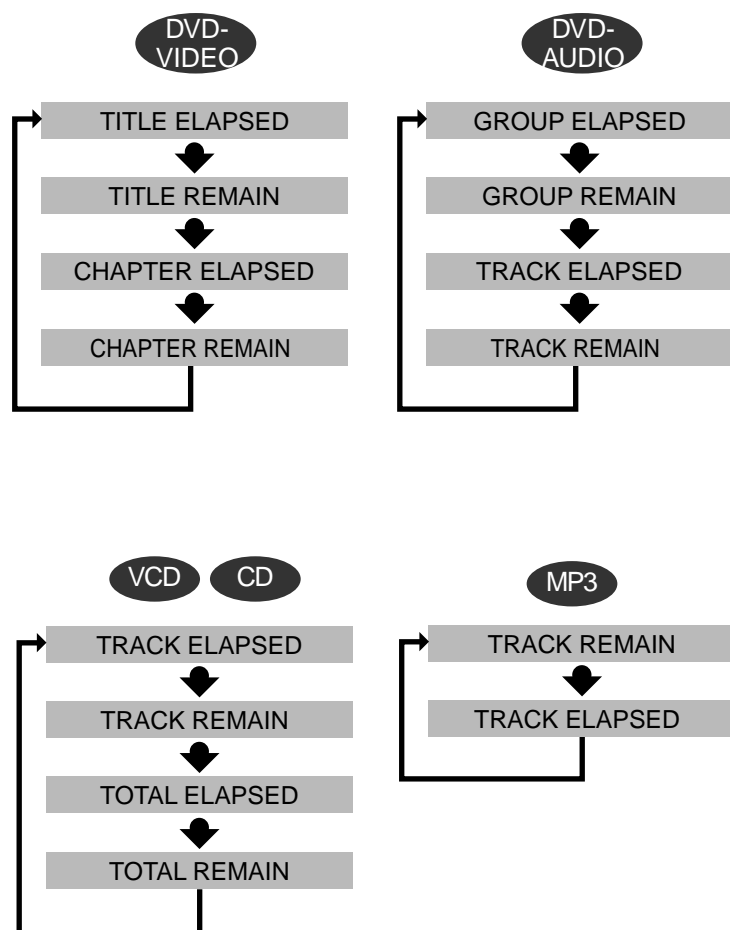 DVD-
VIDEO
TITLE ELAPSED
TITLE REMAIN
CHAPTER ELAPSED
CHAPTER REMAIN
DVD-
AUDIO
GROUP ELAPSED
GROUP REMAIN
TRACK ELAPSED
TRACK REMAIN
VCD CD
TRACK ELAPSED
TRACK REMAIN
TOTAL ELAPSED
TOTAL REMAIN
MP3
TRACK REMAIN
TRACK ELAPSED